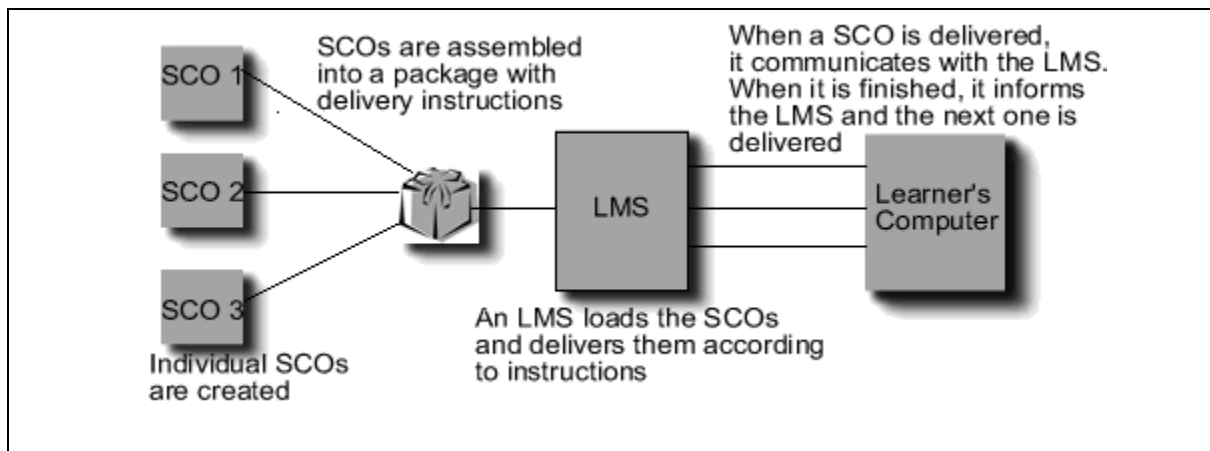 SCO 1
SCOs are assembled
into a package with
delivery instructions
When a SCO is delivered,
it communicates with the LMS.
When it is finished, it informs
the LMS and the next one is
delivered
SCO 2
LMS
Learner's
Computer
SCO 3
Individual SCOs
are created
An LMS loads the SCOs
and delivers them according
to instructions